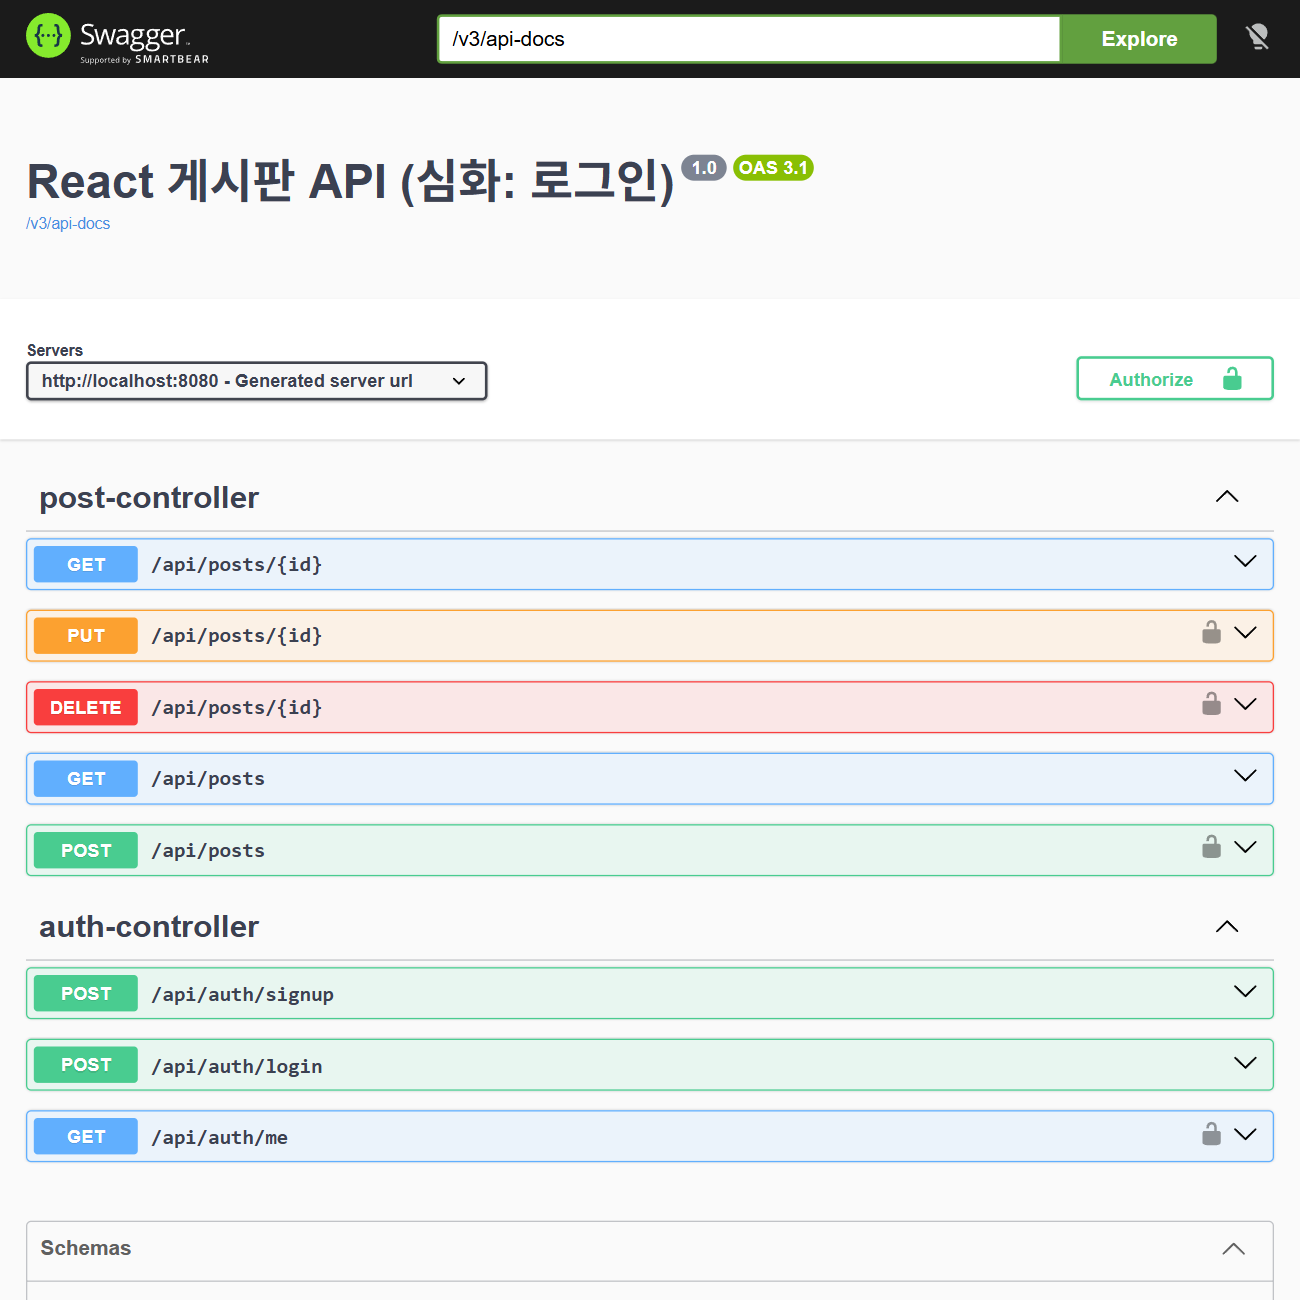 {...} Swagger™
Supported by SMARTBEAR
/v3/api-docs
Explore
React 게시판 API (심화: 로그인) 1.0 OAS 3.1
/v3/api-docs
Servers
http://localhost:8080 - Generated server url
Authorize
post-controller
GET /api/posts/{id}
PUT /api/posts/{id}
DELETE /api/posts/{id}
GET /api/posts
POST /api/posts
auth-controller
POST /api/auth/signup
POST /api/auth/login
GET /api/auth/me
Schemas